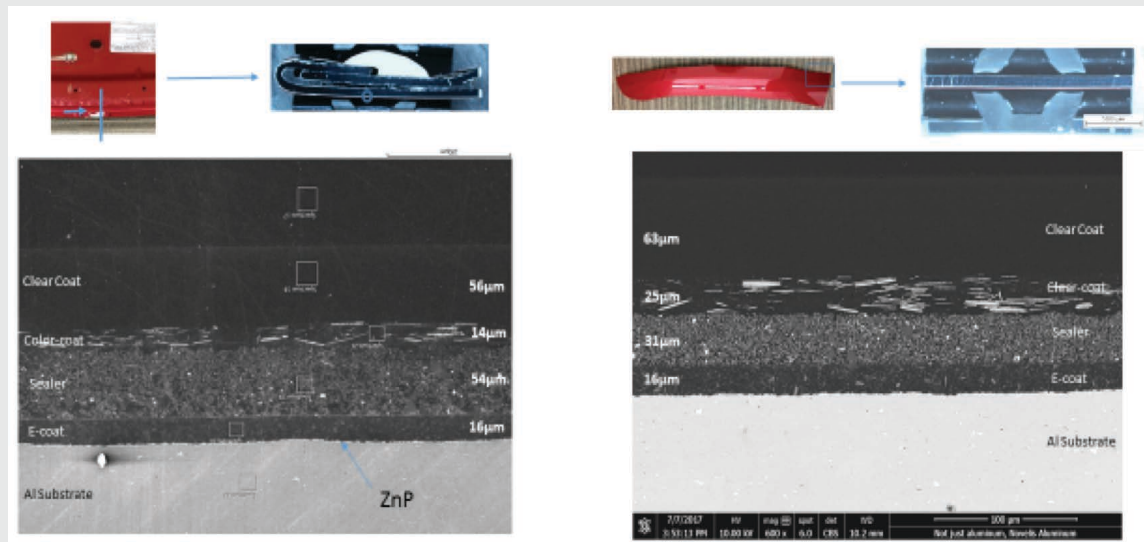 Clear Coat
56μm
Color-coat
14μm
Sealer
54μm
E-coat
16μm
Al Substrate
ZnP
63μm
Clear Coat
25μm
Clear-coat
31μm
Sealer
16μm
E-coat
Al Substrate
7/7/2017
3:53:13 PM
HV
10.00 kV
mag
600 x
spot
6.0
det
CBS
WD
10.2 mm
100 μm
Not just aluminum, Novelis Aluminum